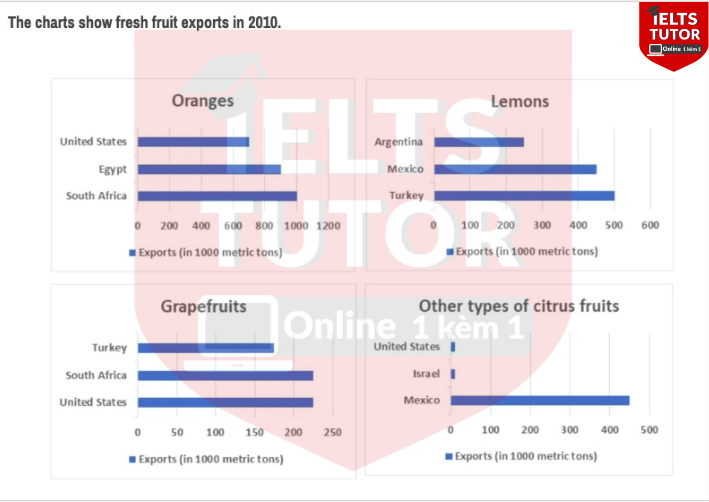 The charts show fresh fruit exports in 2010.
IELTS
TUTOR
Online 1 kèm 1
Oranges
United States
Egypt
South Africa
0 200 400 600 800 1000 1200
Exports (in 1000 metric tons)
Lemons
Argentina
Mexico
Turkey
0 100 200 300 400 500 600
Exports (in 1000 metric tons)
IELTS
TUTOR
Online 1 kèm 1
Grapefruits
Turkey
South Africa
United States
0 50 100 150 200 250
Exports (in 1000 metric tons)
Other types of citrus fruits
United States
Israel
Mexico
0 100 200 300 400 500
Exports (in 1000 metric tons)